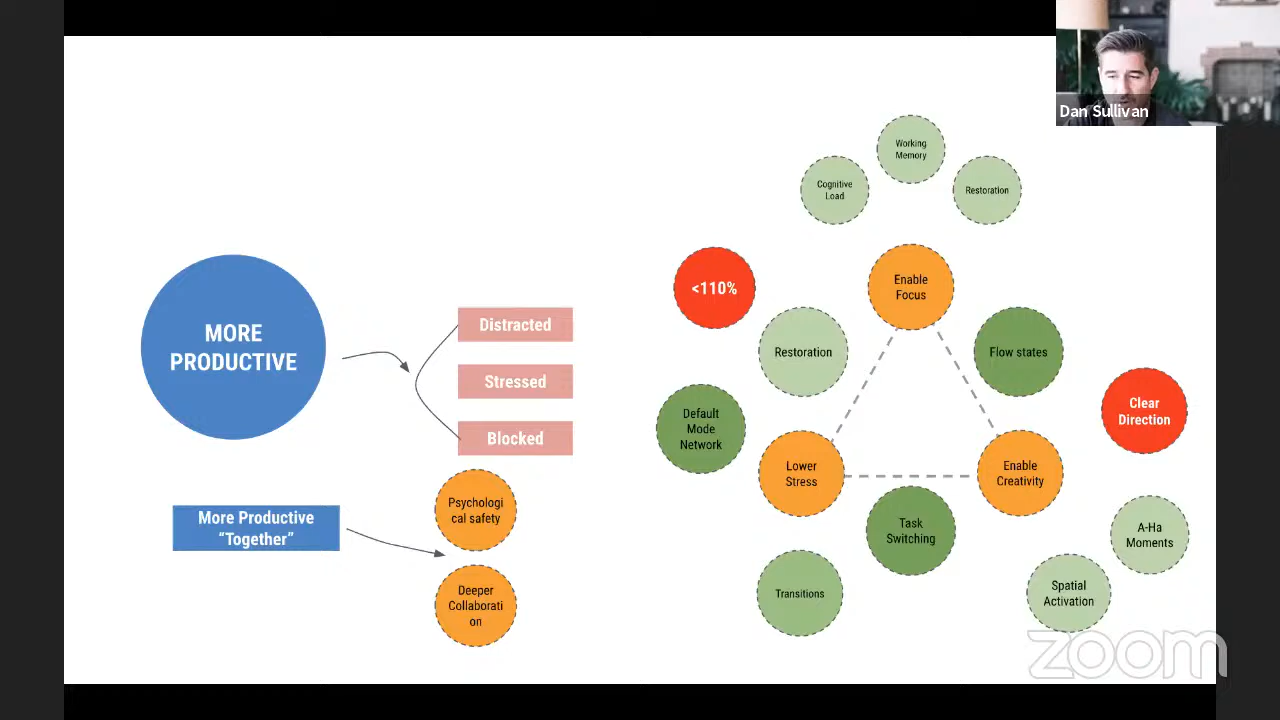 Dan Sullivan
MORE
PRODUCTIVE
Distracted
Stressed
Blocked
More Productive
“Together”
Psychologi
cal safety
Deeper
Collaborati
on
Working
Memory
Cognitive
Load
Restoration
<110%
Enable
Focus
Restoration
Flow states
Default
Mode
Network
Clear
Direction
Lower
Stress
Enable
Creativity
Task
Switching
A-Ha
Moments
Transitions
Spatial
Activation
zoom